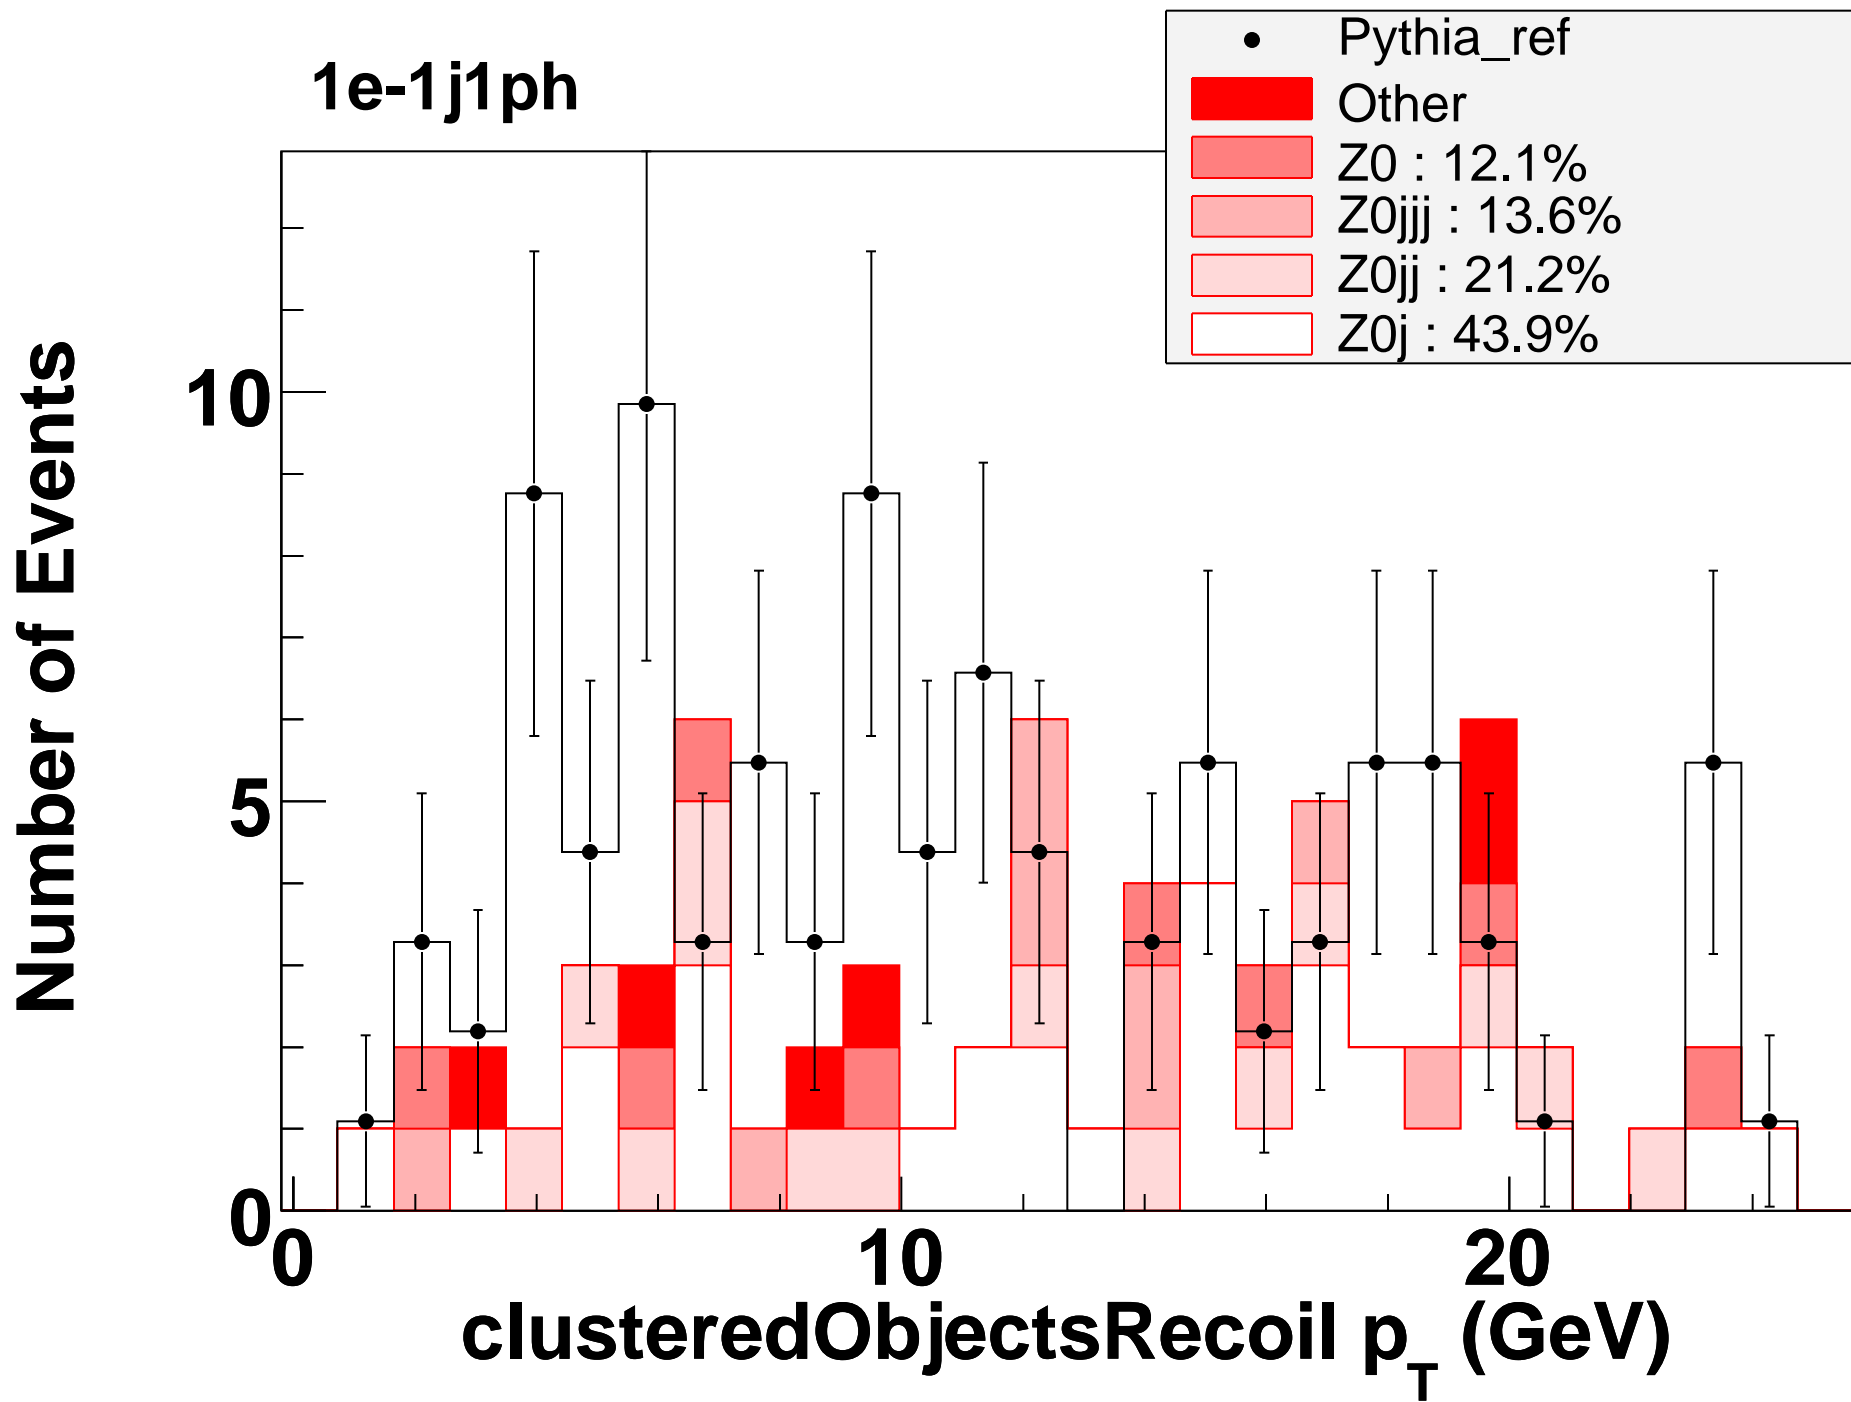 1e-1j1ph
Pythia_ref
Other
Z0 : 12.1%
Z0jjj : 13.6%
Z0jj : 21.2%
Z0j : 43.9%
Number of Events
10
5
0
0 10 20
clusteredObjectsRecoil p_T (GeV)